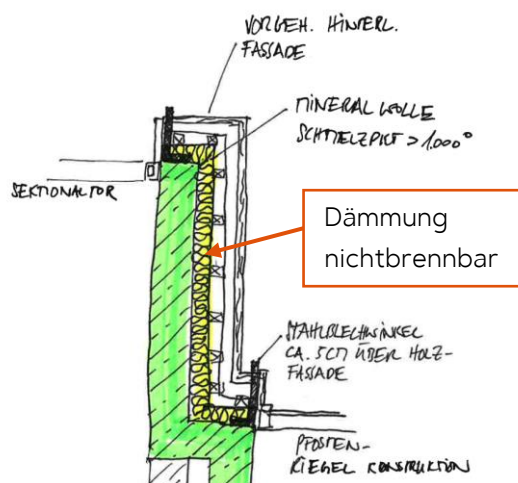 VORGEH. HINTERL.
FASSADE
MINERALWOLLE
SCHMELZPKT > 1.000°
SEKTIONALTOR
Dämmung
nichtbrennbar
STAHLBLECHWINKEL
CA. 5CM ÜBER HOLZ-
FASSADE
PFOSTEN-
RIEGEL KONSTRUKTION